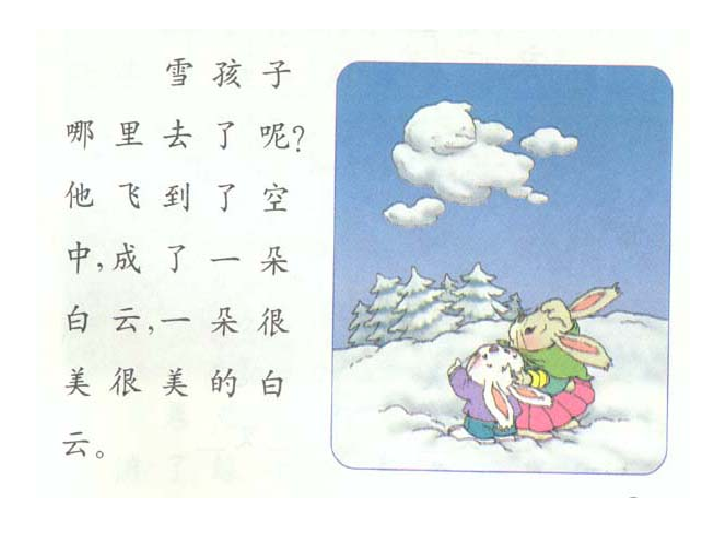 雪孩子
哪里去了呢?
他飞到了空
中,成了一朵
白云,一朵很
美很美的白
云。